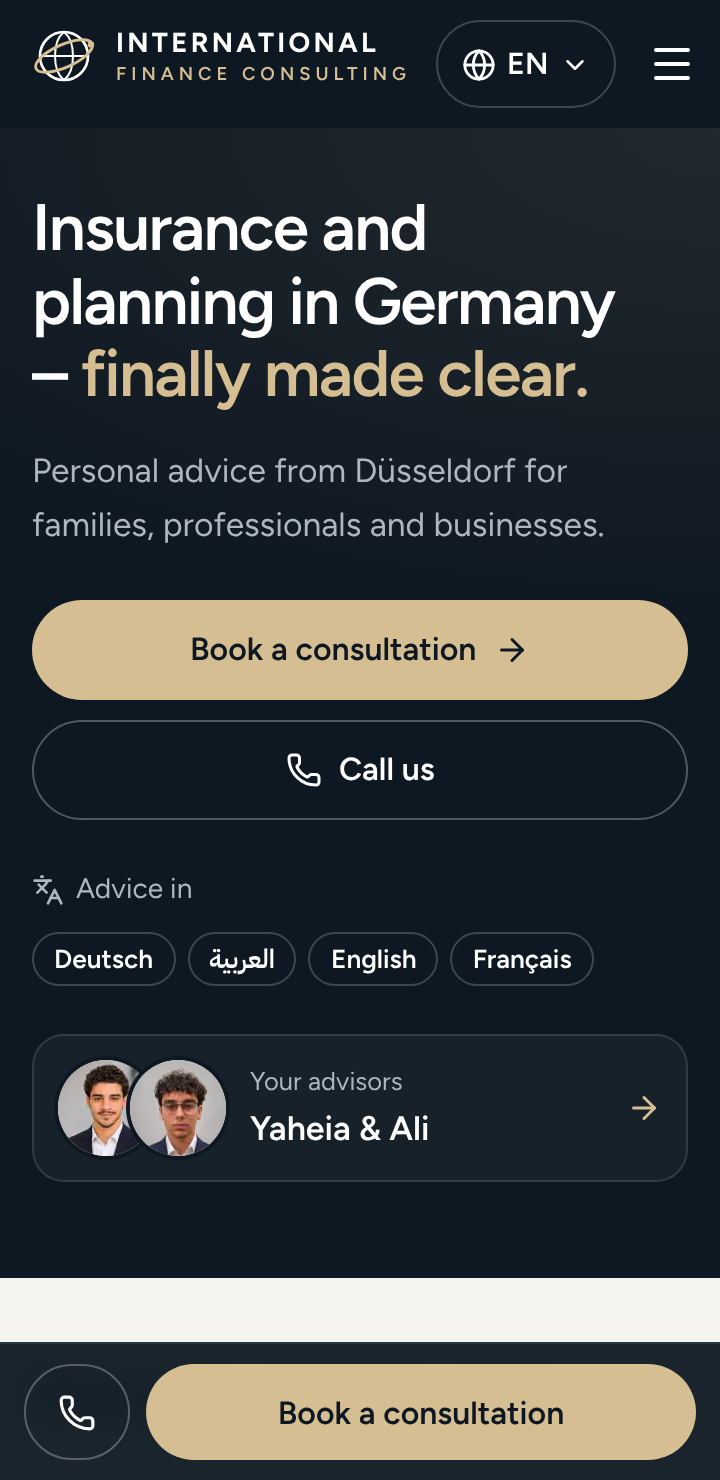 INTERNATIONAL
FINANCE CONSULTING
EN
Insurance and
planning in Germany
– finally made clear.
Personal advice from Düsseldorf for
families, professionals and businesses.
Book a consultation
Call us
Advice in
Deutsch
العربية
English
Français
Your advisors
Yaheia & Ali
Book a consultation